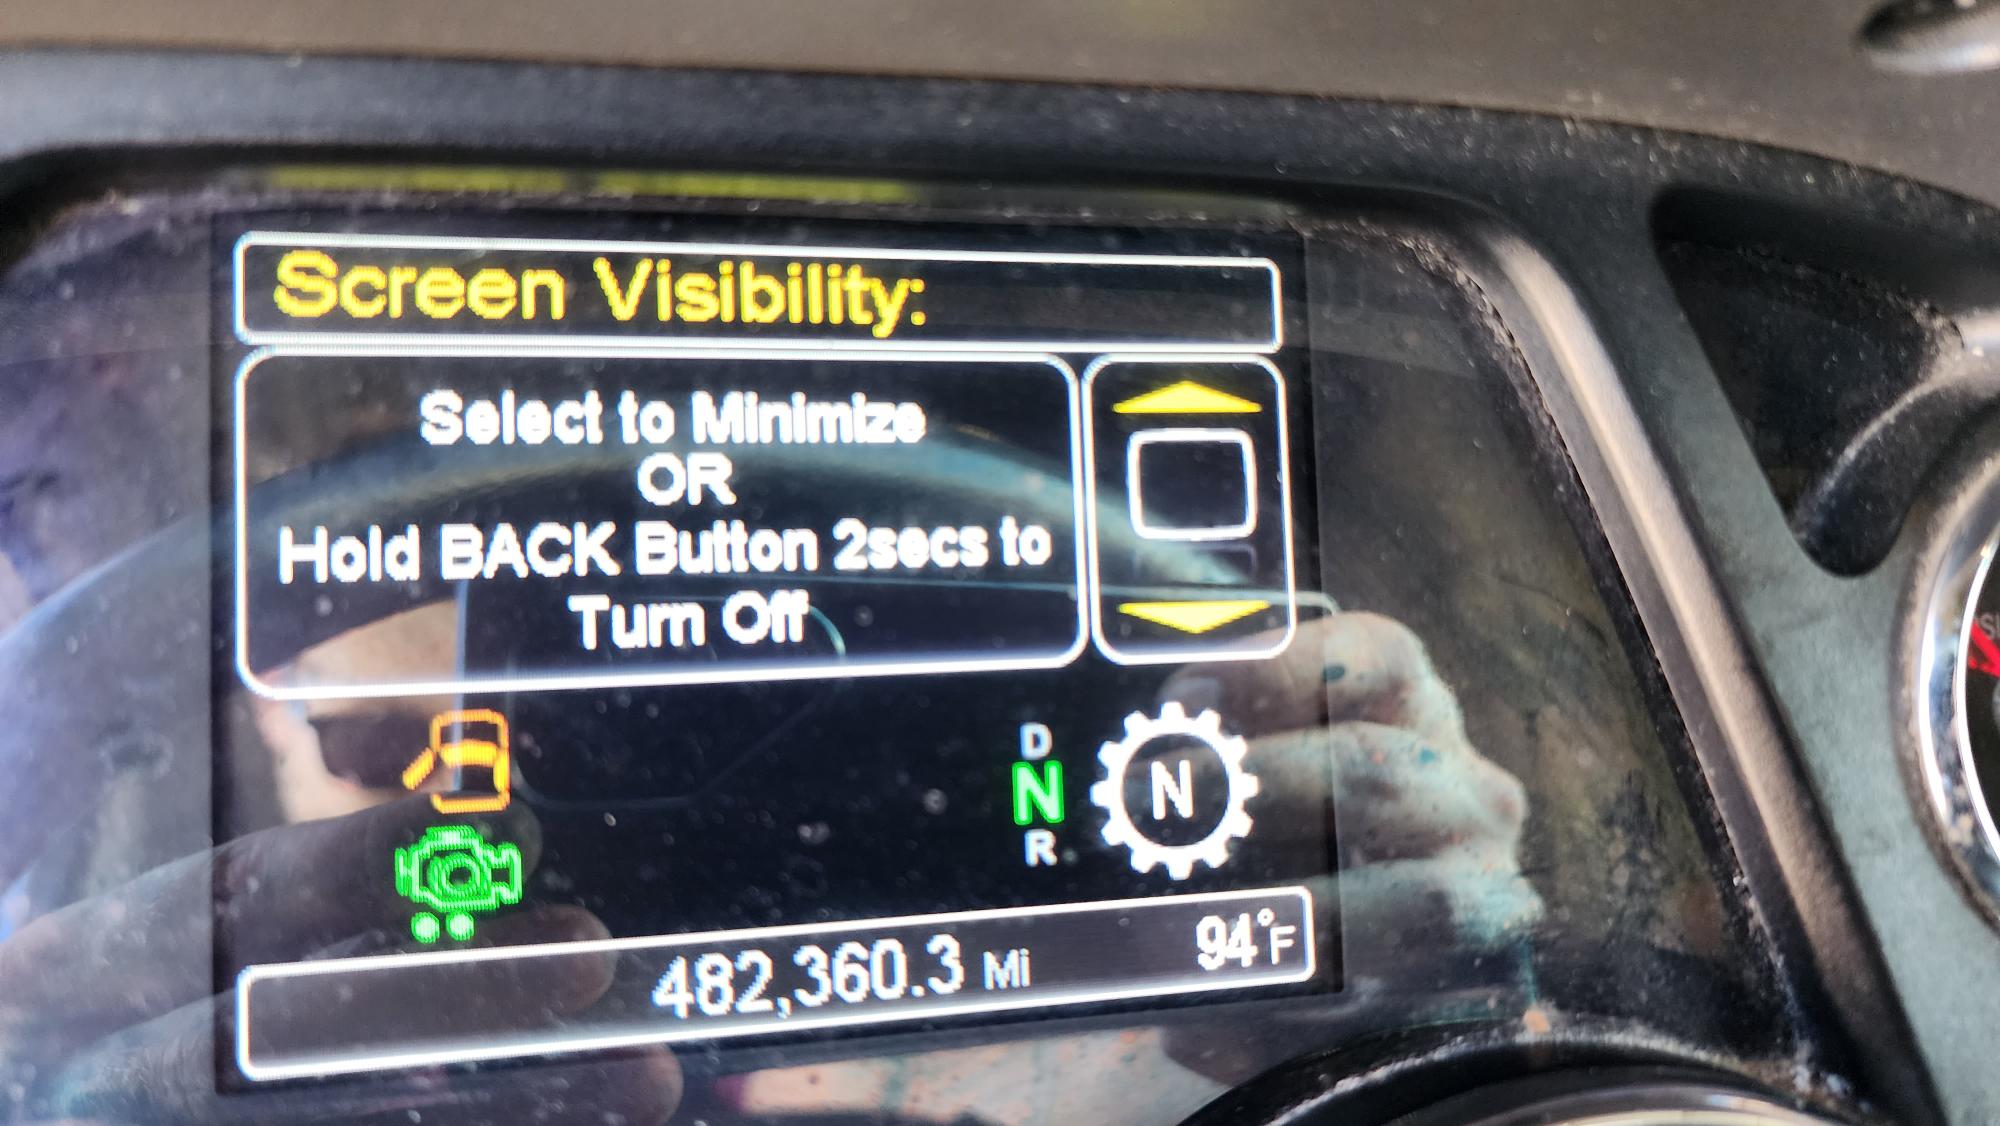 Screen Visibility:
Select to Minimize
OR
Hold BACK Button 2secs to
Turn Off
D
N
R
N
482,360.3 Mi
94°F